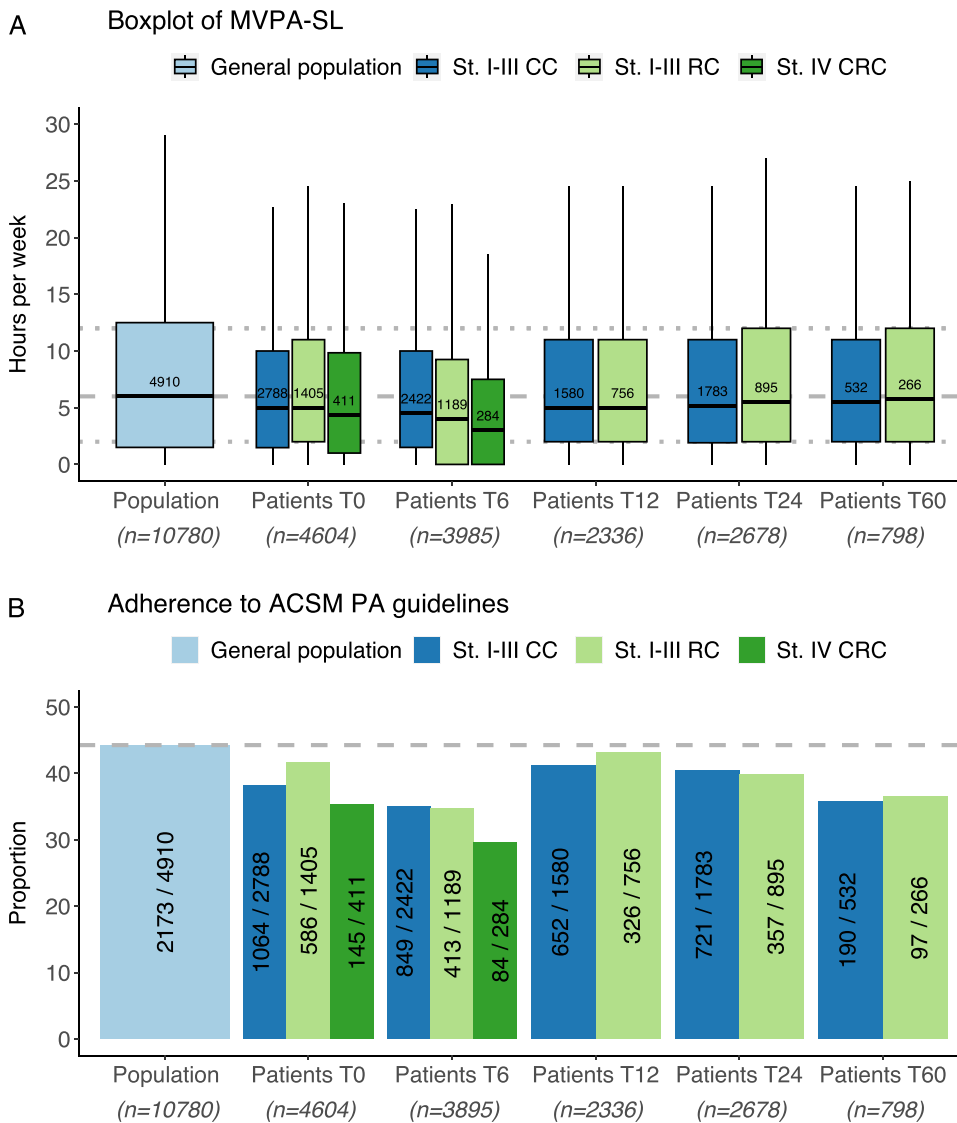 A
Boxplot of MVPA-SL
General population St. I-III CC St. I-III RC St. IV CRC
Hours per week
30
25
20
15
10
5
0
4910
2788 1405 411
2422 1189 284
1580 756
1783 895
532 266
Population Patients T0 Patients T6 Patients T12 Patients T24 Patients T60
(n=10780) (n=4604) (n=3985) (n=2336) (n=2678) (n=798)
B
Adherence to ACSM PA guidelines
General population St. I-III CC St. I-III RC St. IV CRC
Proportion
50
40
30
20
10
0
2173 / 4910
1064 / 2788
586 / 1405
145 / 411
849 / 2422
413 / 1189
84 / 284
652 / 1580
326 / 756
721 / 1783
357 / 895
190 / 532
97 / 266
Population Patients T0 Patients T6 Patients T12 Patients T24 Patients T60
(n=10780) (n=4604) (n=3895) (n=2336) (n=2678) (n=798)